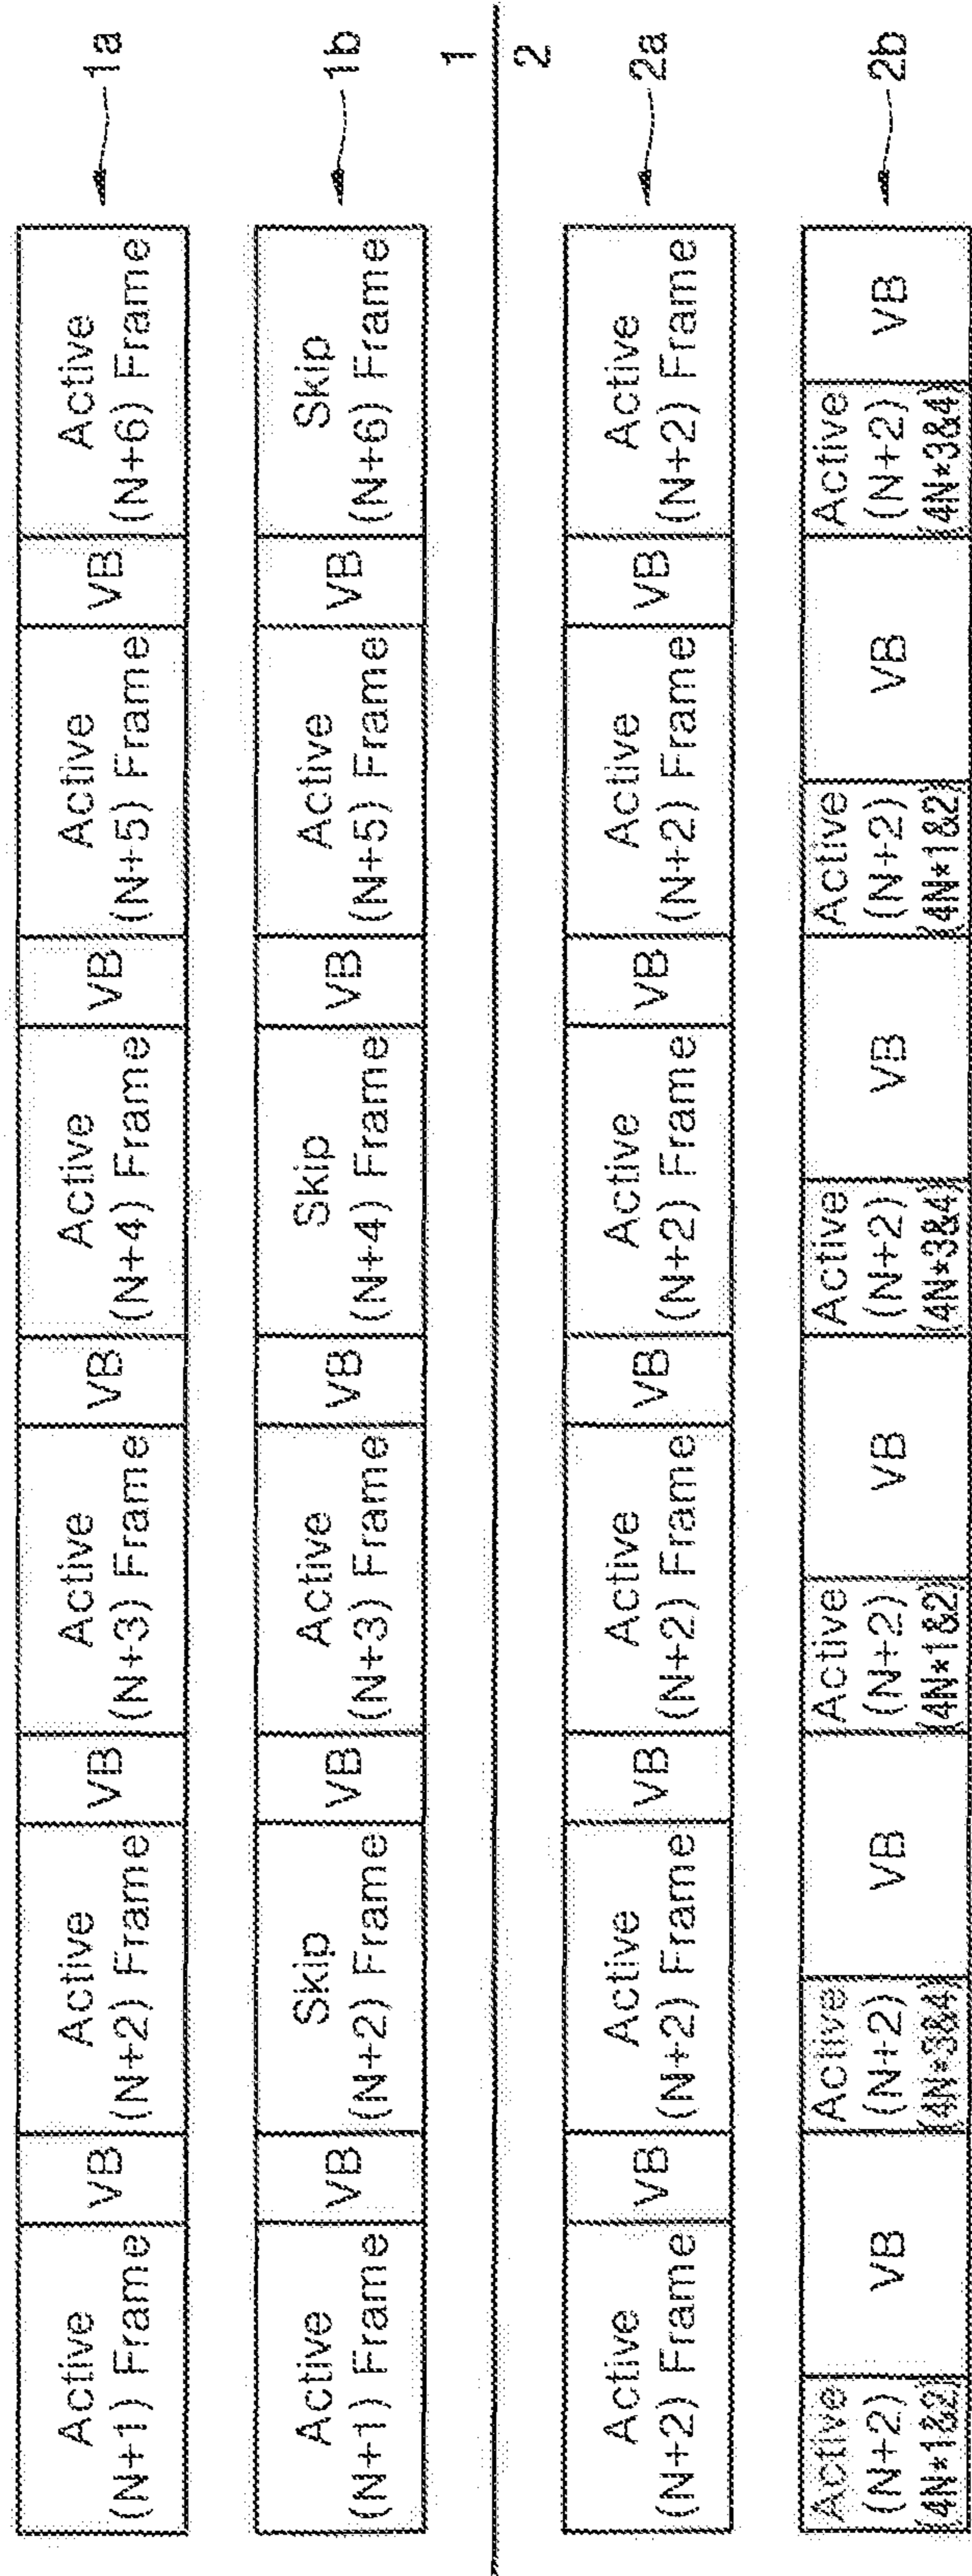 Active
(N+1) Frame
VB
Active
(N+2) Frame
VB
Active
(N+3) Frame
VB
Active
(N+4) Frame
VB
Active
(N+5) Frame
VB
Active
(N+6) Frame
1a
Active
(N+1) Frame
VB
Skip
(N+2) Frame
VB
Active
(N+3) Frame
VB
Skip
(N+4) Frame
VB
Active
(N+5) Frame
VB
Skip
(N+6) Frame
1b
1
2
Active
(N+2) Frame
VB
Active
(N+2) Frame
VB
Active
(N+2) Frame
VB
Active
(N+2) Frame
VB
Active
(N+2) Frame
VB
Active
(N+2) Frame
2a
Active
(N+2)
(4N*1&2)
VB
Active
(N+2)
(4N*3&4)
VB
Active
(N+2)
(4N*1&2)
VB
Active
(N+2)
(4N*3&4)
VB
Active
(N+2)
(4N*1&2)
VB
Active
(N+2)
(4N*3&4)
VB
2b